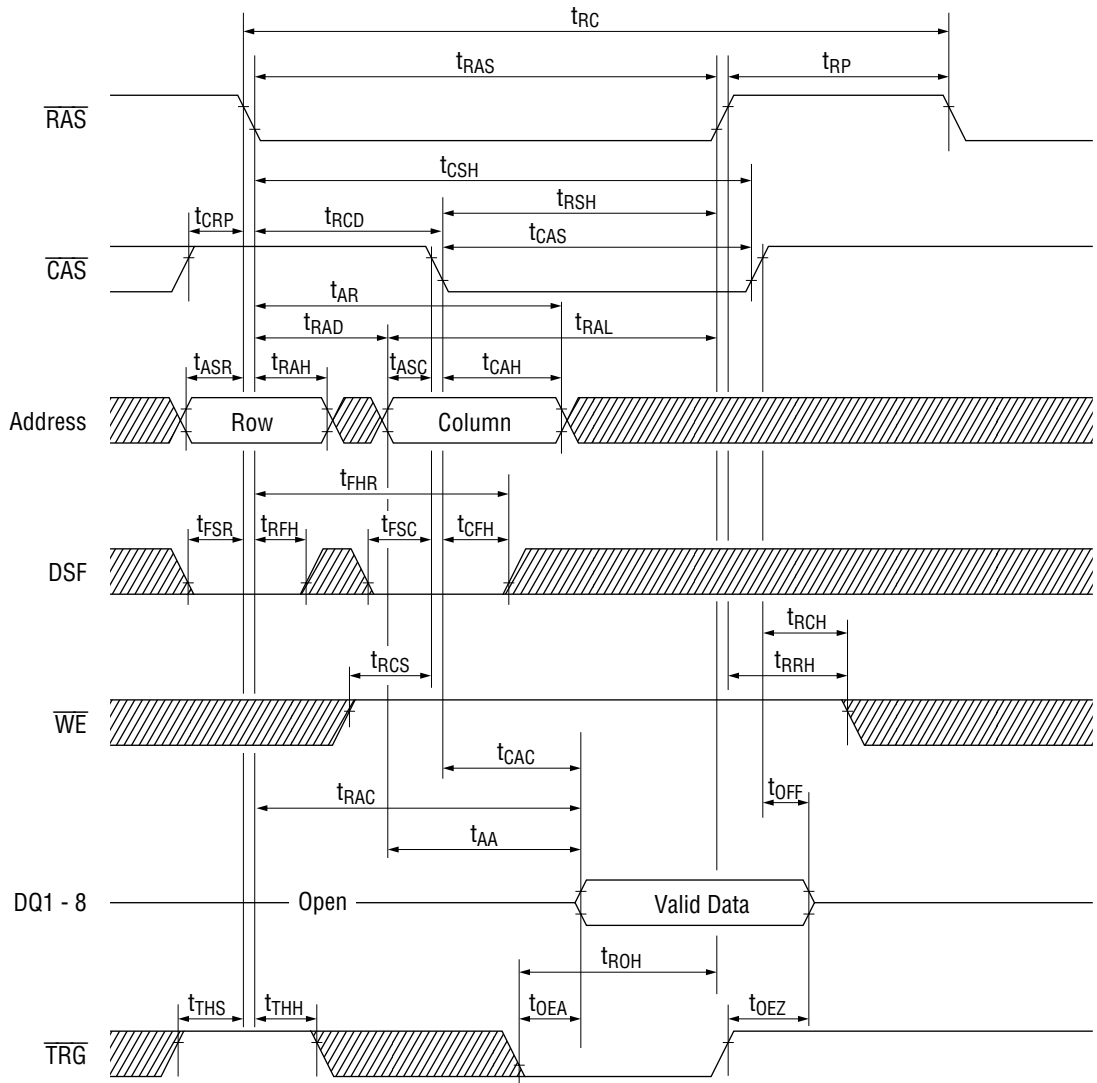 tRC
tRAS tRP
RAS
tCSH
tRSH
tCRP tRCD tCAS
CAS
tAR
tRAD tRAL
tASR tRAH tASC tCAH
Address Row Column
tFHR
tFSR tRFH tFSC tCFH
DSF
tRCH
tRCS tRRH
WE
tCAC
tRAC tOFF
tAA
DQ1 - 8 Open Valid Data
tROH
tTHS tTHH tOEA tOEZ
TRG